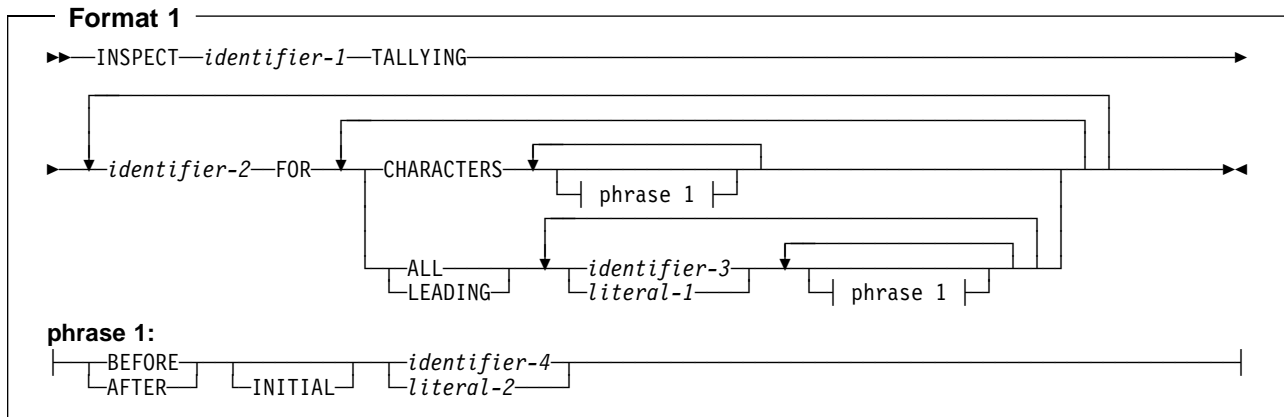 Format 1
INSPECT identifier-1 TALLYING
identifier-2 FOR CHARACTERS
phrase 1
ALL identifier-3
LEADING literal-1 phrase 1
phrase 1:
BEFORE identifier-4
AFTER INITIAL literal-2